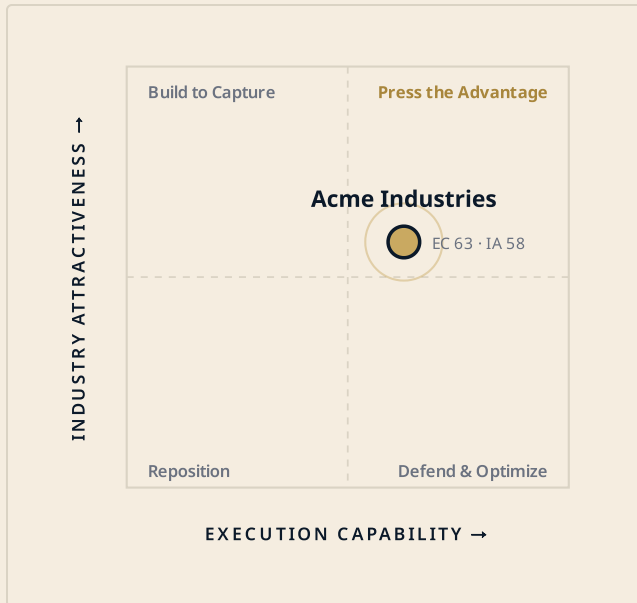 Build to Capture
Press the Advantage
INDUSTRY ATTRACTIVENESS →
Acme Industries
EC 63 · IA 58
Reposition
Defend & Optimize
EXECUTION CAPABILITY →